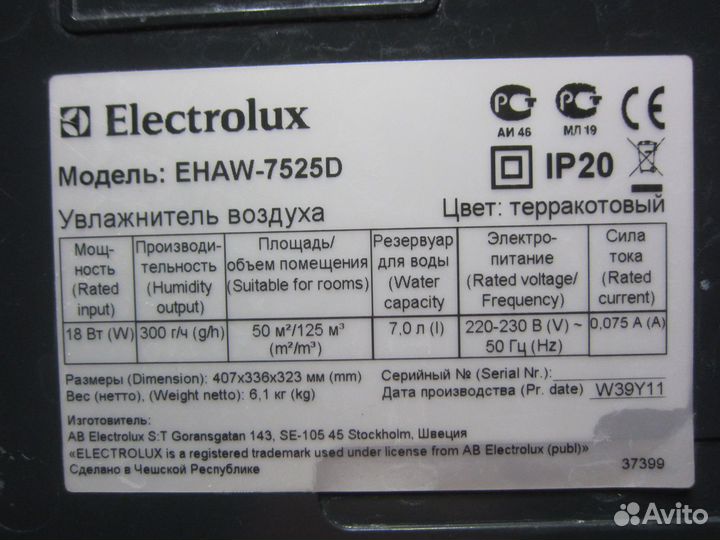 Electrolux
АИ 46
МЛ 19
Модель: EHAW-7525D
IP20
Увлажнитель воздуха
Цвет: терракотовый
Мощ-
ность
(Rated
input)
Производи-
тельность
(Humidity
output)
Площадь/
объем помещения
(Suitable for rooms)
Резервуар
для воды
(Water
capacity
Электро-
питание
(Rated voltage/
Frequency)
Сила
тока
(Rated
current)
18 Вт (W)
300 г/ч (g/h)
50 м²/125 м³
(m²/m³)
7,0 л (l)
220-230 В (V) ~
50 Гц (Hz)
0,075 А (A)
Размеры (Dimension): 407x336x323 мм (mm)
Вес (нетто), (Weight netto): 6,1 кг (kg)
Серийный № (Serial Nr.):
Дата производства (Pr. date) W39Y11
Изготовитель:
AB Electrolux S:T Goransgatan 143, SE-105 45 Stockholm, Швеция
«ELECTROLUX is a registered trademark used under license from AB Electrolux (publ)»
Сделано в Чешской Республике
37399
Avito